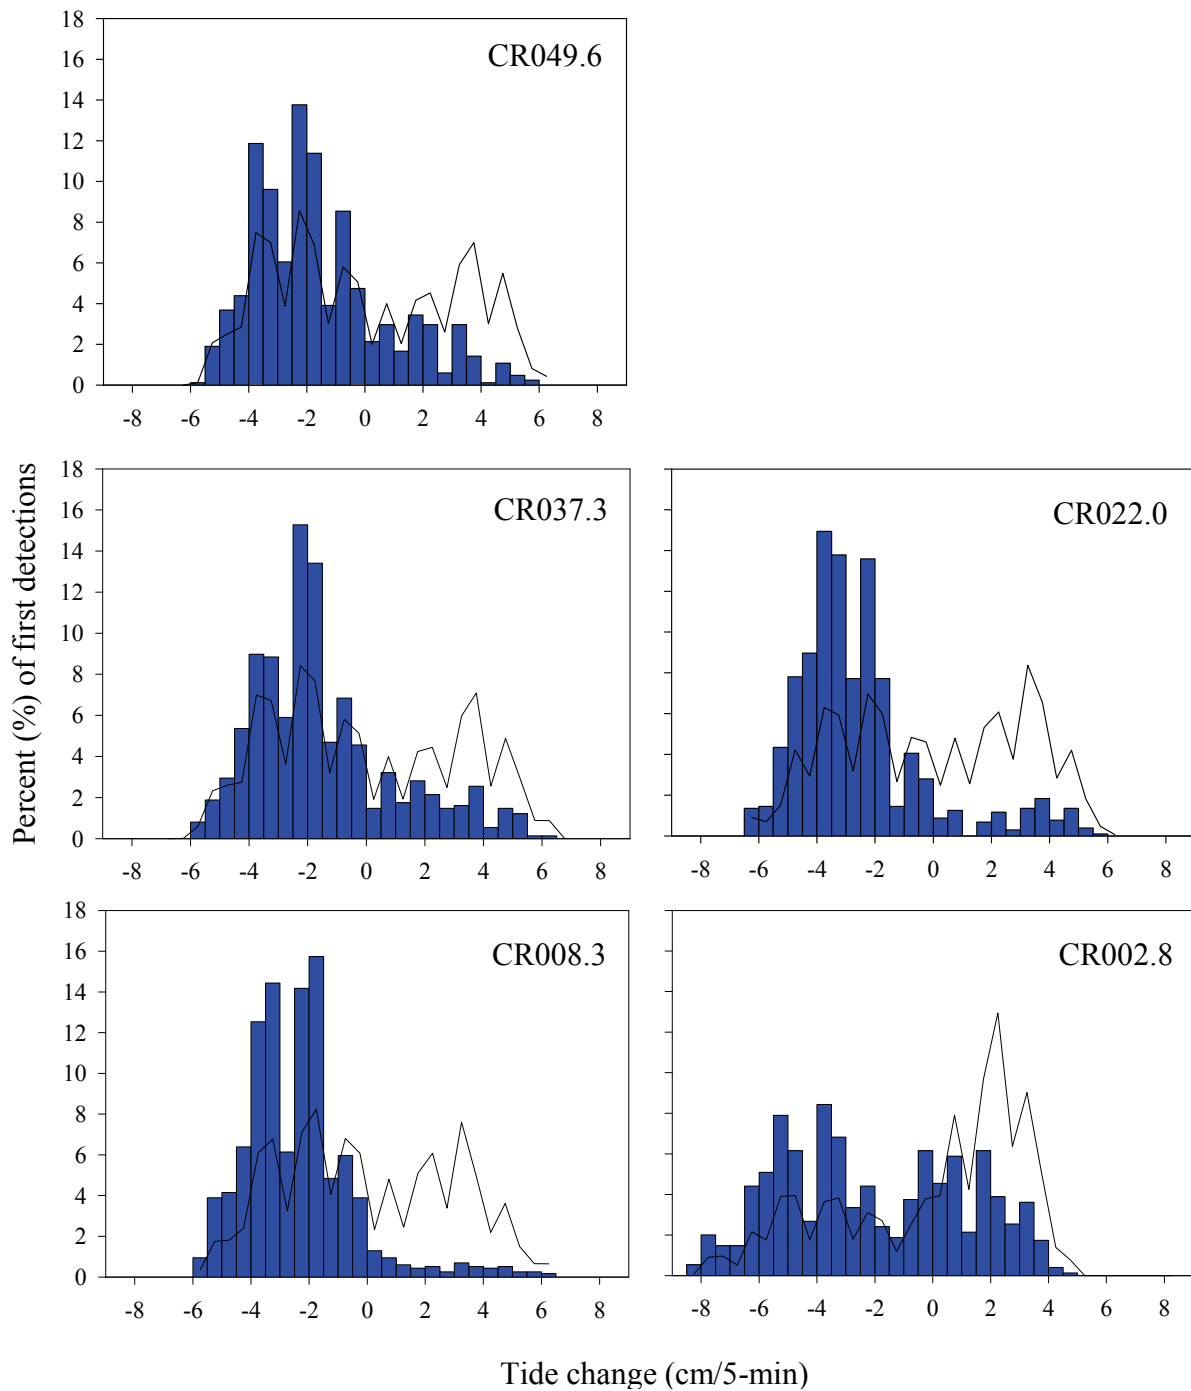 18
16
14
12
10
8
6
4
2
0
CR049.6
-8 -6 -4 -2 0 2 4 6 8
Percent (%) of first detections
18
16
14
12
10
8
6
4
2
0
CR037.3
-8 -6 -4 -2 0 2 4 6 8
CR022.0
-8 -6 -4 -2 0 2 4 6 8
18
16
14
12
10
8
6
4
2
0
CR008.3
-8 -6 -4 -2 0 2 4 6 8
CR002.8
-8 -6 -4 -2 0 2 4 6 8
Tide change (cm/5-min)